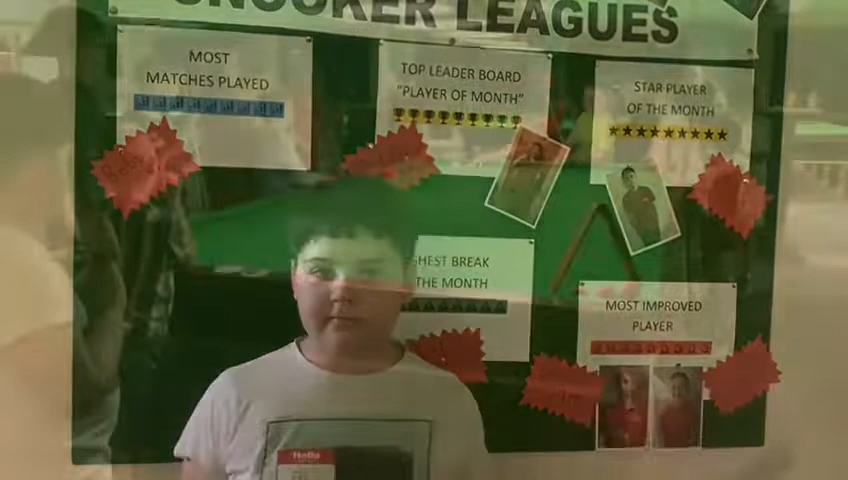 SNOOKER LEAGUES
MOST
MATCHES PLAYED
TOP LEADER BOARD
"PLAYER OF MONTH"
STAR PLAYER
OF THE MONTH
GHEST BREAK
THE MONTH
MOST IMPROVED
PLAYER
Hello